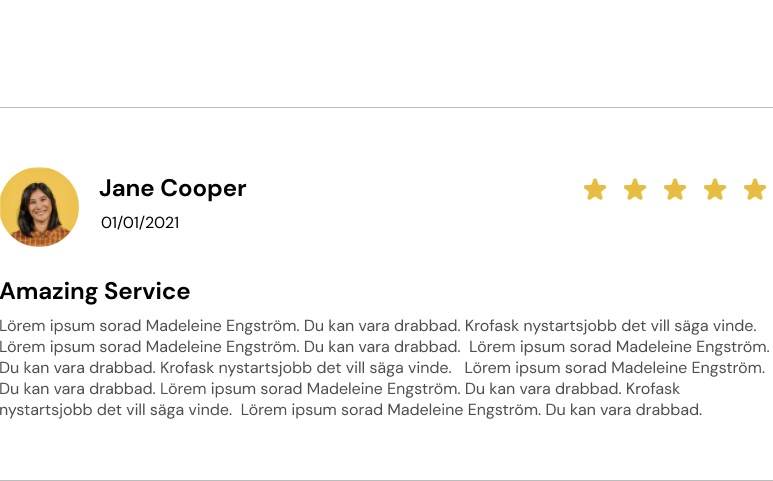 Jane Cooper
01/01/2021
Amazing Service
Lörem ipsum sorad Madeleine Engström. Du kan vara drabbad. Krofask nystartsjobb det vill säga vinde.
Lörem ipsum sorad Madeleine Engström. Du kan vara drabbad.  Lörem ipsum sorad Madeleine Engström.
Du kan vara drabbad. Krofask nystartsjobb det vill säga vinde.   Lörem ipsum sorad Madeleine Engström.
Du kan vara drabbad. Lörem ipsum sorad Madeleine Engström. Du kan vara drabbad. Krofask
nystartsjobb det vill säga vinde.  Lörem ipsum sorad Madeleine Engström. Du kan vara drabbad.